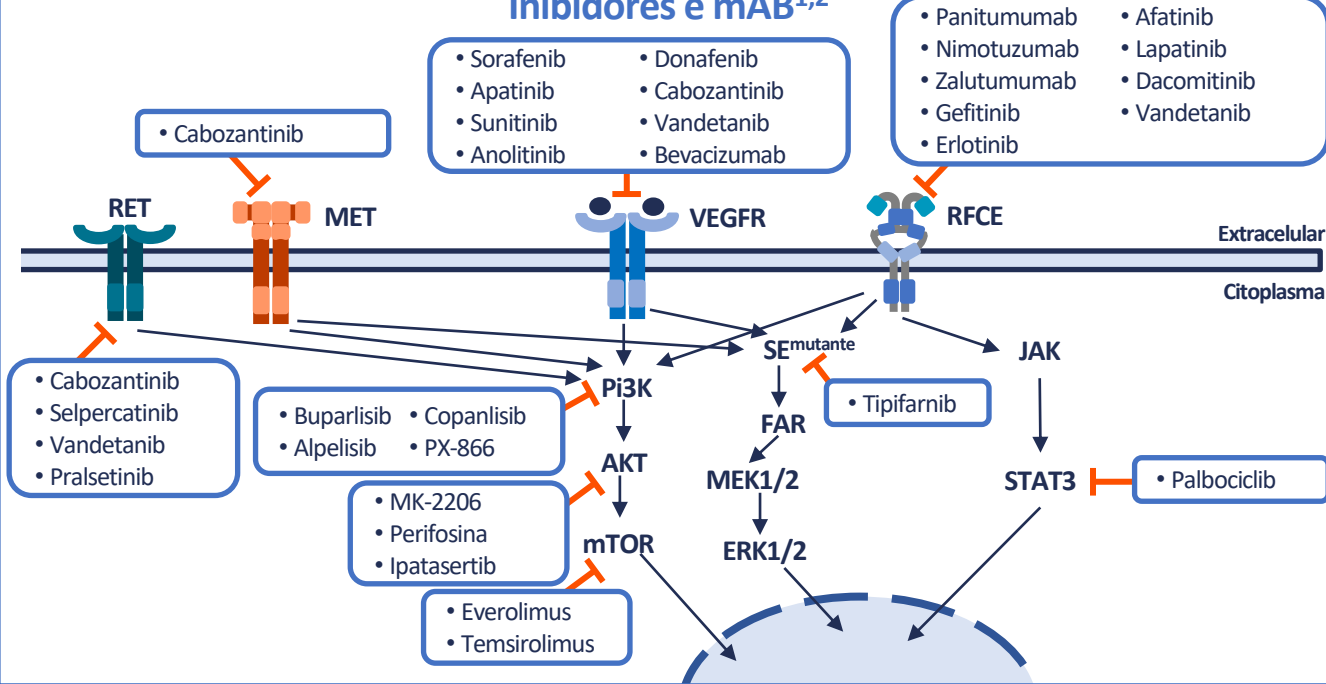 Inibidores e mAB1,2
• Panitumumab
• Nimotuzumab
• Zalutumumab
• Gefitinib
• Erlotinib
• Afatinib
• Lapatinib
• Dacomitinib
• Vandetanib
• Sorafenib
• Apatinib
• Sunitinib
• Anolitinib
• Donafenib
• Cabozantinib
• Vandetanib
• Bevacizumab
• Cabozantinib
RET
MET
VEGFR
RFCE
Extracelular
Citoplasma
• Cabozantinib
• Selpercatinib
• Vandetanib
• Pralsetinib
• Buparlisib
• Alpelisib
• Copanlisib
• PX-866
Pi3K
SEmutante
JAK
• Tipifarnib
FAR
AKT
MEK1/2
STAT3
• Palbociclib
• MK-2206
• Perifosina
• Ipatasertib
mTOR
ERK1/2
• Everolimus
• Temsirolimus